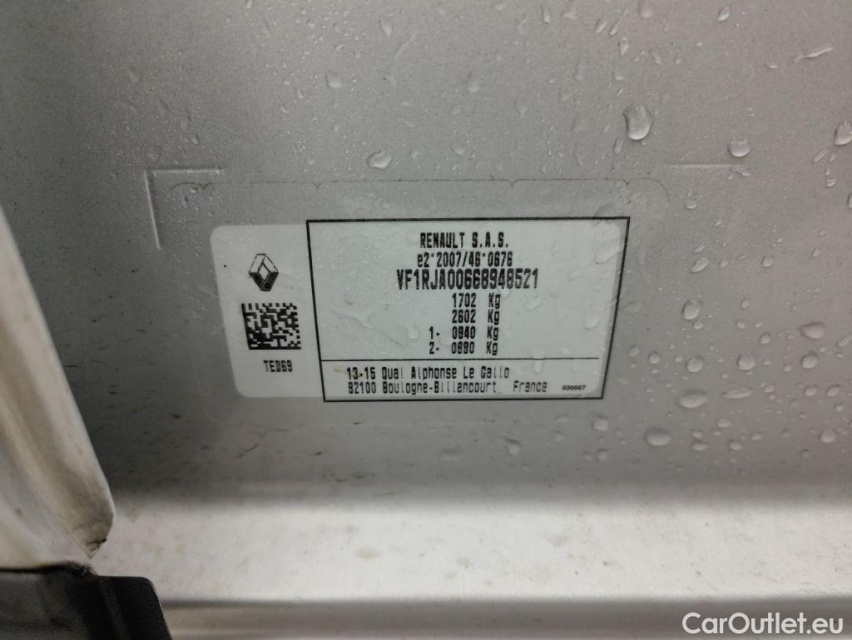 RENAULT S.A.S.
e2*2007/46*0676
VF1RJA00668948521
1702 Kg
2602 Kg
1- 0940 Kg
2- 0890 Kg
TED69
13-15 Quai Alphonse Le Gallo
92100 Boulogne-Billancourt France
030607
CarOutlet.eu